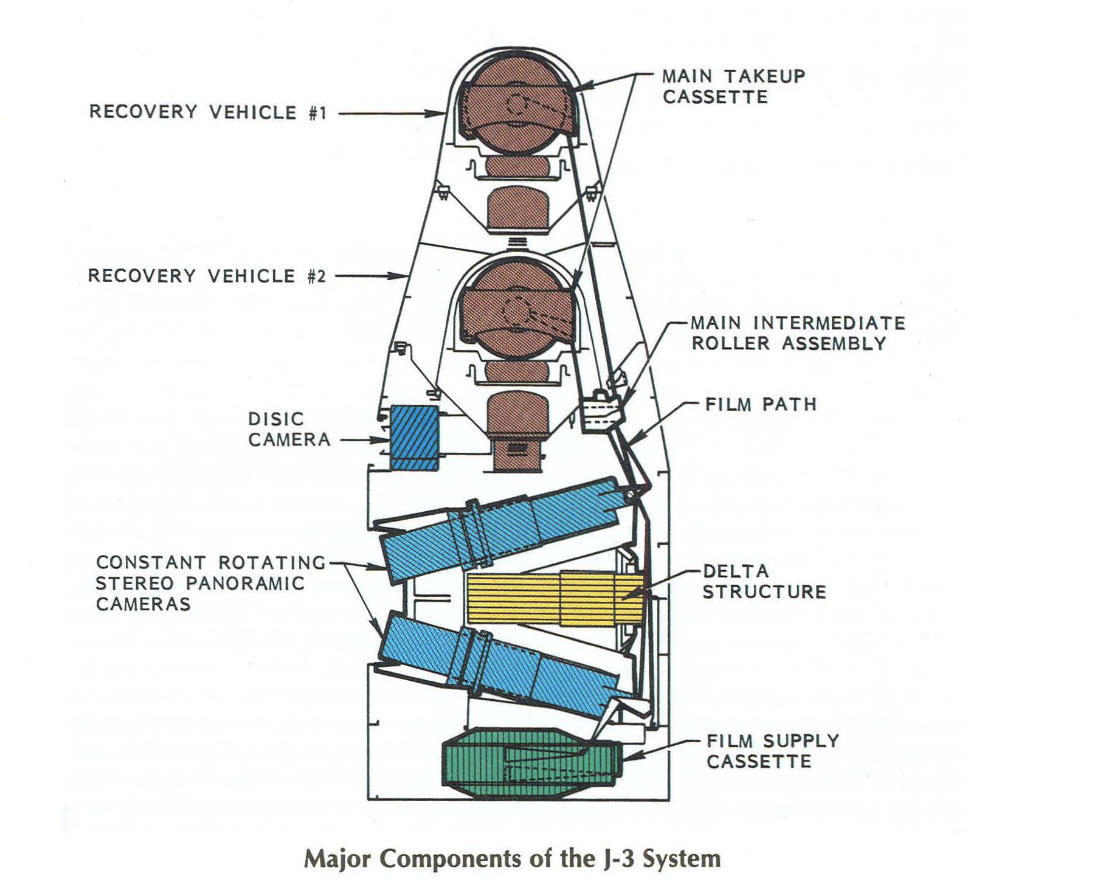 MAIN TAKEUP
CASSETTE
RECOVERY VEHICLE #1
RECOVERY VEHICLE #2
MAIN INTERMEDIATE
ROLLER ASSEMBLY
FILM PATH
DISIC
CAMERA
CONSTANT ROTATING
STEREO PANORAMIC
CAMERAS
DELTA
STRUCTURE
FILM SUPPLY
CASSETTE
Major Components of the J-3 System